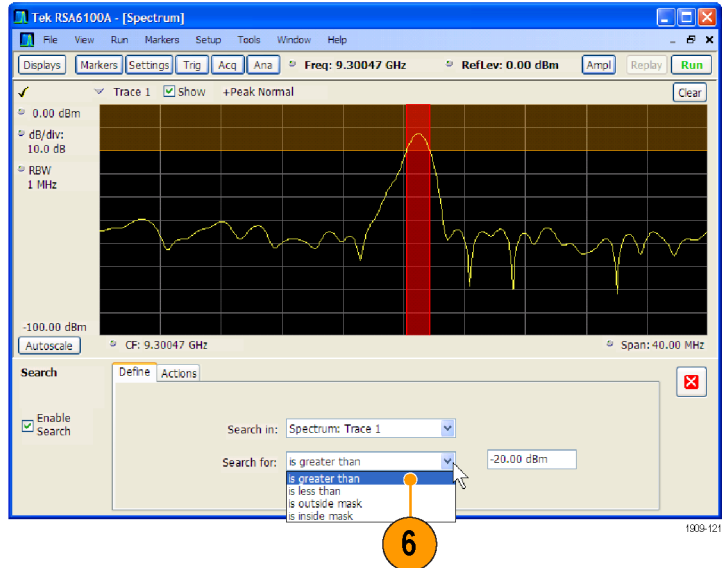 Tek RSA6100A - [Spectrum]
File View Run Markers Setup Tools Window Help
Displays Markers Settings Trig Acq Ana Freq: 9.30047 GHz RefLev: 0.00 dBm Ampl Replay Run
Trace 1 Show +Peak Normal Clear
0.00 dBm
dB/div:
10.0 dB
RBW
1 MHz
-100.00 dBm
Autoscale CF: 9.30047 GHz Span: 40.00 MHz
Search Define Actions
Enable
Search
Search in: Spectrum: Trace 1
Search for: is greater than -20.00 dBm
is greater than
is less than
is outside mask
is inside mask
6
1909-121